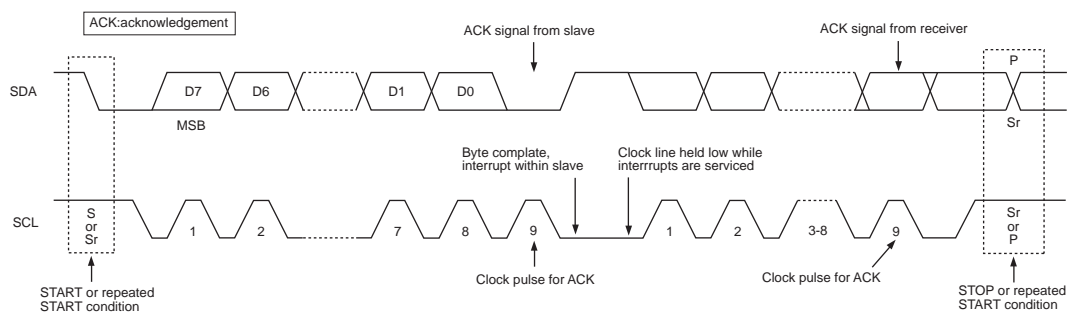 ACK:acknowledgement
ACK signal from slave
ACK signal from receiver
P
SDA
D7
D6
D1
D0
MSB
Sr
Byte complate,
interrupt within slave
Clock line held low while
interrrupts are serviced
SCL
S
or
Sr
1
2
7
8
9
1
2
3-8
9
Sr
or
P
Clock pulse for ACK
Clock pulse for ACK
START or repeated
START condition
STOP or repeated
START condition